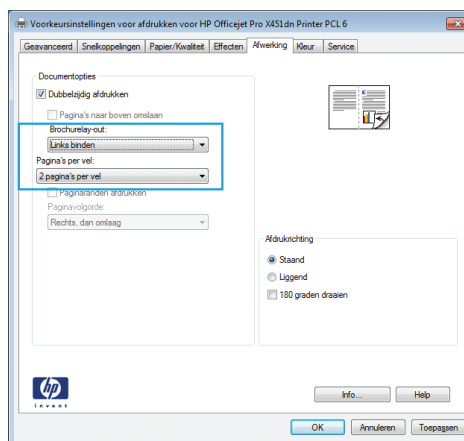 Voorkeursinstellingen voor afdrukken voor HP Officejet Pro X451dn Printer PCL 6
Geavanceerd Snelkoppelingen Papier/Kwaliteit Effecten Afwerking Kleur Service
Documentopties
Dubbelzijdig afdrukken
Pagina's naar boven omslaan
Brochurelay-out:
Links binden
Pagina's per vel:
2 pagina's per vel
Paginaranden afdrukken
Paginavolgorde:
Rechts, dan omlaag
Afdrukrichting
Staand
Liggend
180 graden draaien
hp
invent
Info... Help
OK Annuleren Toepassen